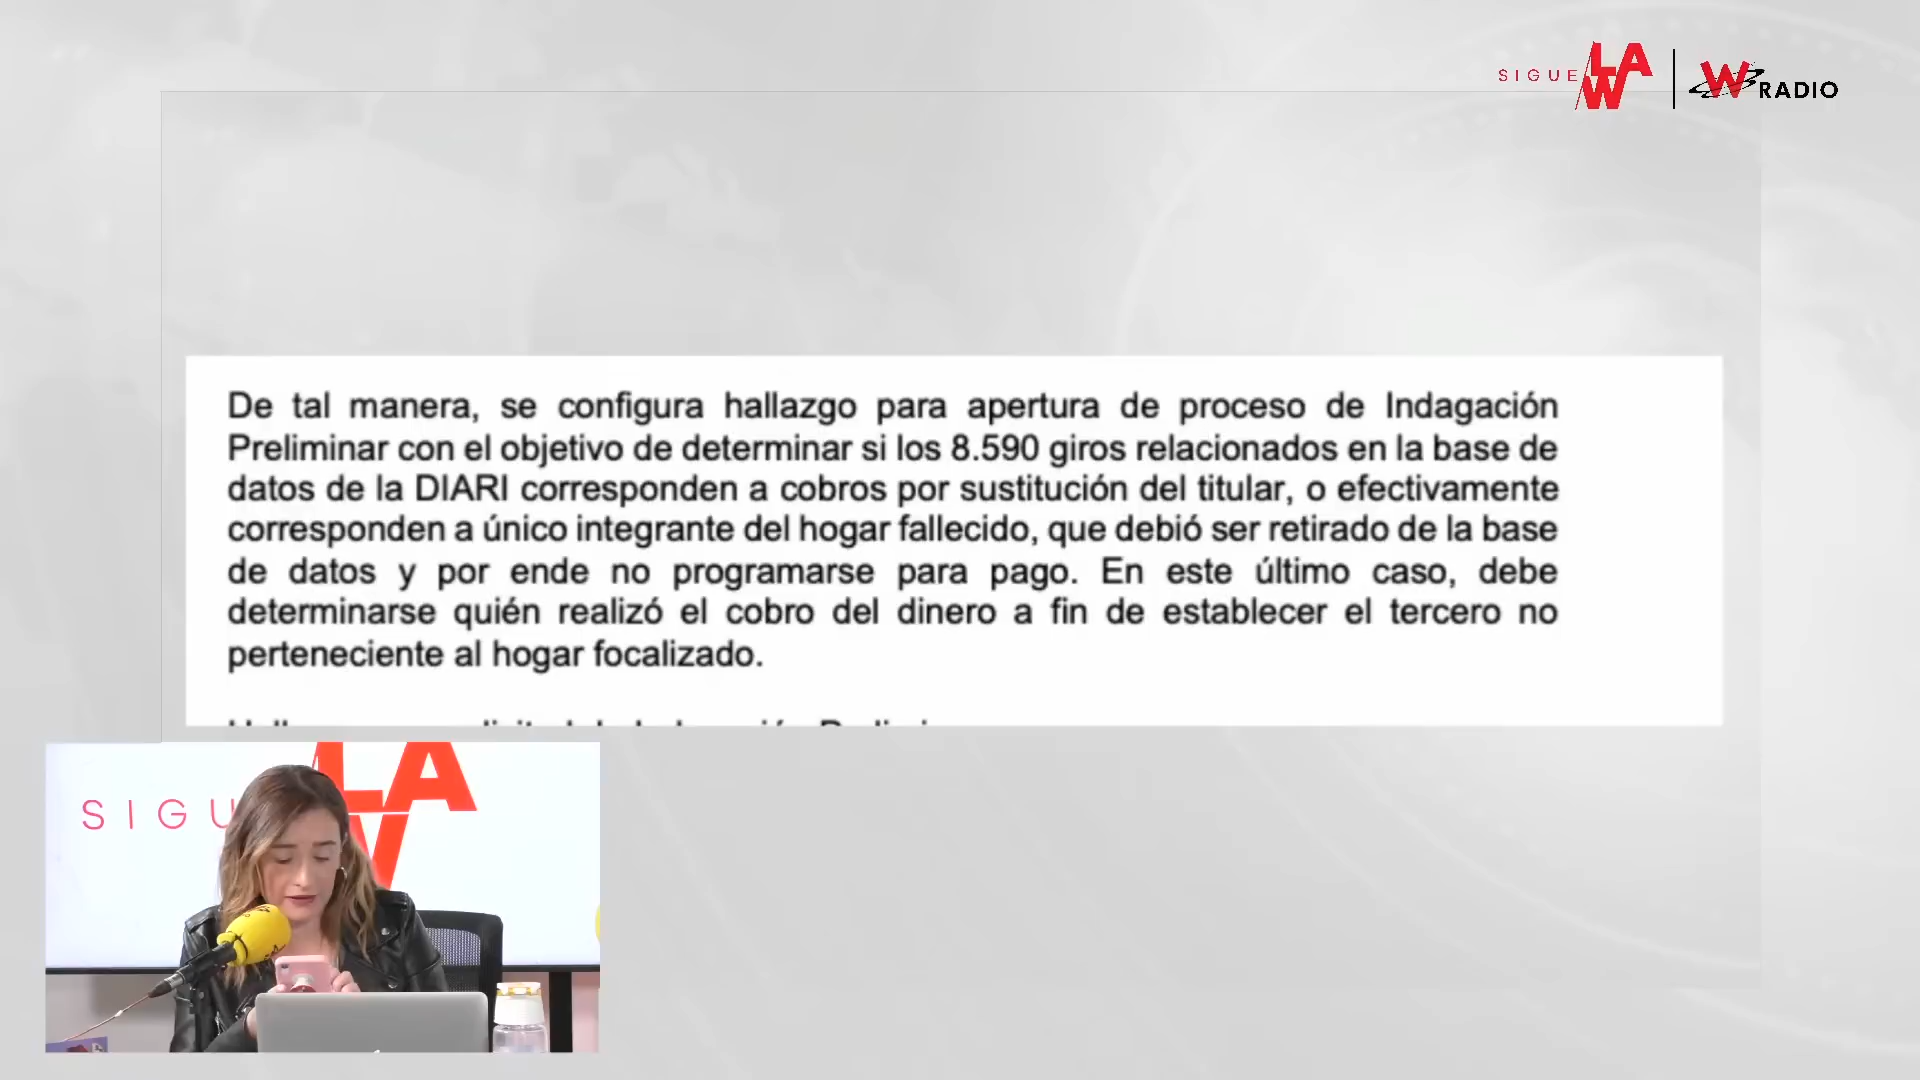 SIGUE LA W
W RADIO
De tal manera, se configura hallazgo para apertura de proceso de Indagación
Preliminar con el objetivo de determinar si los 8.590 giros relacionados en la base de
datos de la DIARI corresponden a cobros por sustitución del titular, o efectivamente
corresponden a único integrante del hogar fallecido, que debió ser retirado de la base
de datos y por ende no programarse para pago. En este último caso, debe
determinarse quién realizó el cobro del dinero a fin de establecer el tercero no
perteneciente al hogar focalizado.
SIGU LA